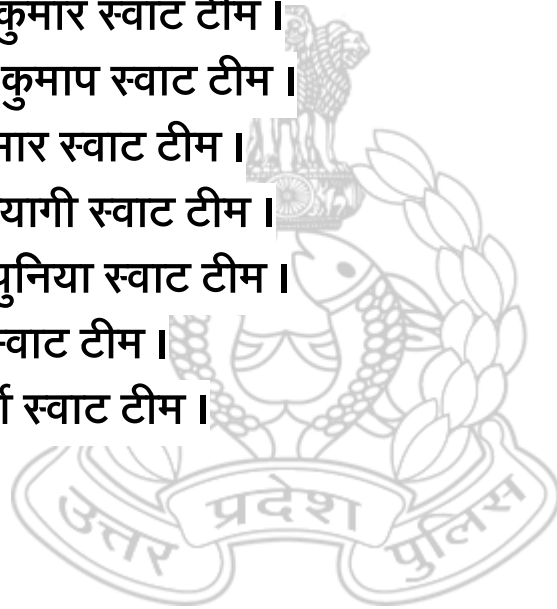 कुमार स्वाट टीम ।
कुमाप स्वाट टीम ।
मार स्वाट टीम ।
यागी स्वाट टीम ।
पुनिया स्वाट टीम ।
स्वाट टीम ।
स्वाट टीम ।
उत्तर प्रदेश पुलिस